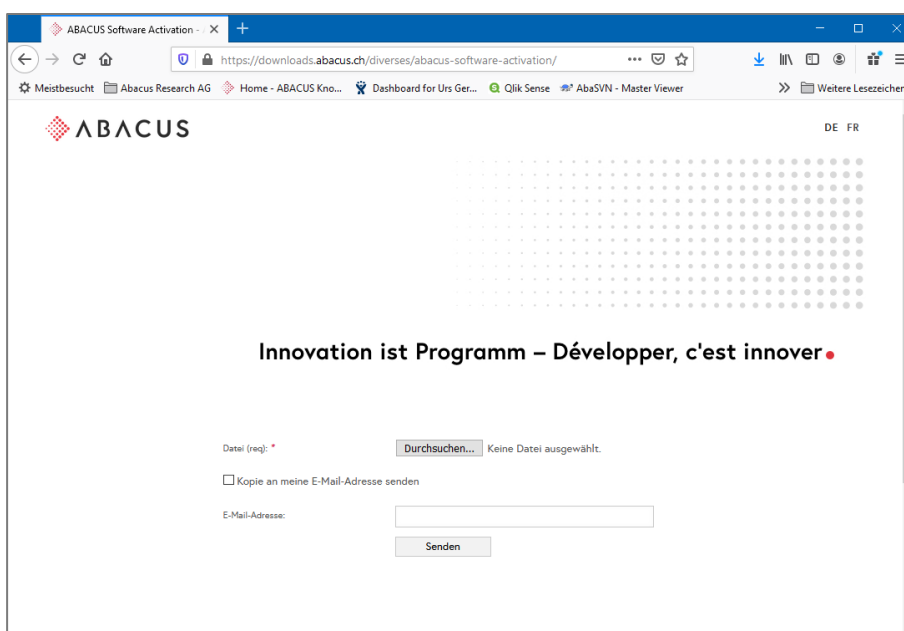 ABACUS Software Activation -
https://downloads.abacus.ch/diverses/abacus-software-activation/
Meistbesucht Abacus Research AG Home - ABACUS Kno... Dashboard for Urs Ger... Qlik Sense AbaSVN - Master Viewer Weitere Lesezeichen
ABACUS
DE FR
Innovation ist Programm – Développer, c'est innover
Datei (req): * Durchsuchen... Keine Datei ausgewählt.
Kopie an meine E-Mail-Adresse senden
E-Mail-Adresse:
Senden